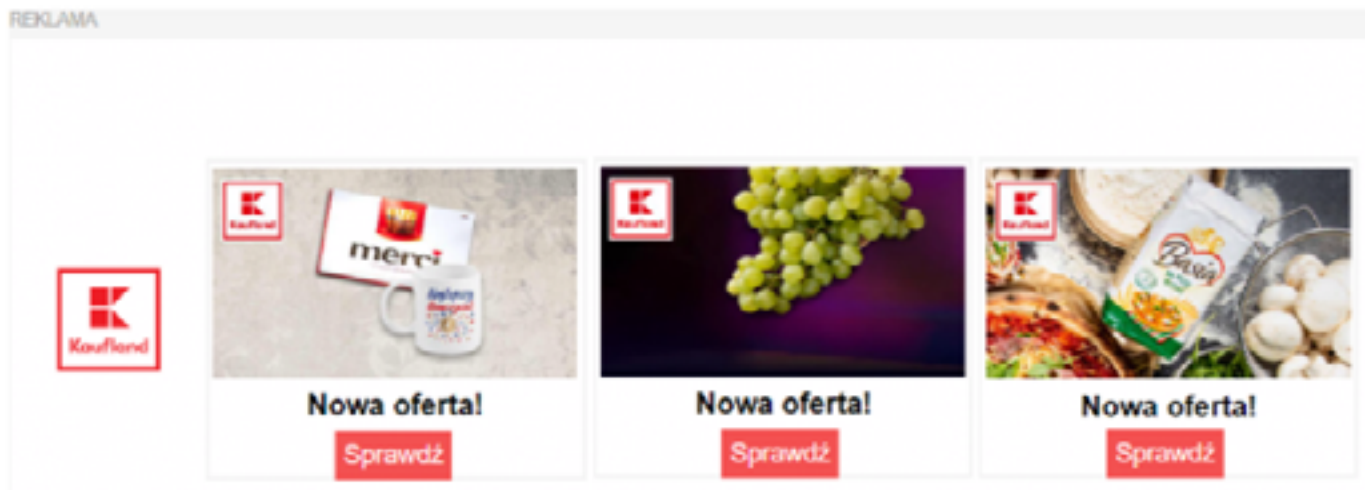 REKLAMA
Kaufland
Kaufland
merci
Nowa oferta!
Sprawdź
Kaufland
Nowa oferta!
Sprawdź
Kaufland
Basia
Nowa oferta!
Sprawdź